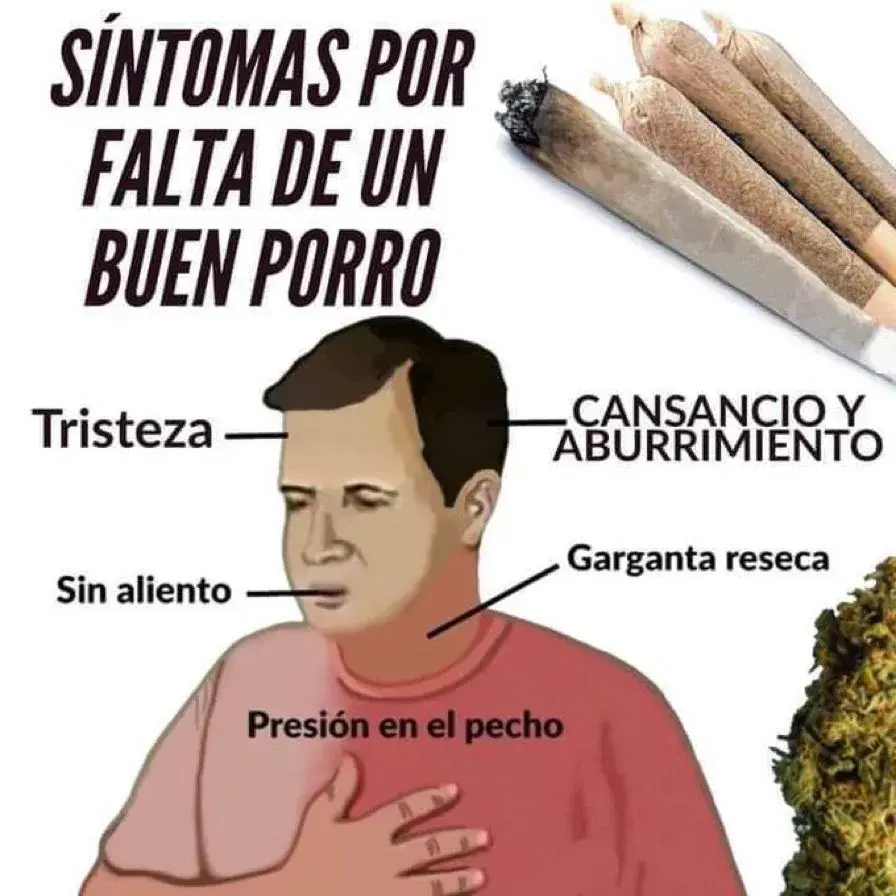 SÍNTOMAS POR
FALTA DE UN
BUEN PORRO
Tristeza
CANSANCIO Y
ABURRIMIENTO
Sin aliento
Garganta reseca
Presión en el pecho